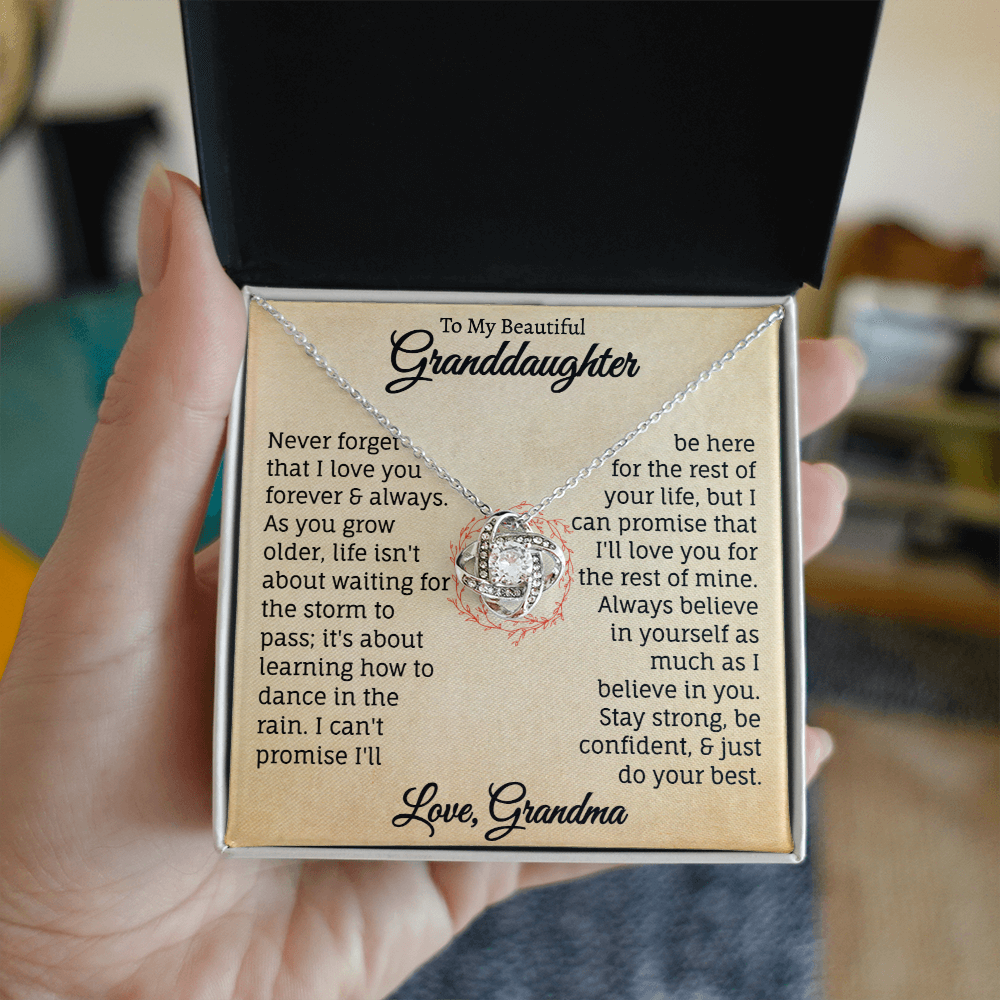 To My Beautiful
Granddaughter
Never forget
that I love you
forever & always.
As you grow
older, life isn't
about waiting for
the storm to
pass; it's about
learning how to
dance in the
rain. I can't
promise I'll
be here
for the rest of
your life, but I
can promise that
I'll love you for
the rest of mine.
Always believe
in yourself as
much as I
believe in you.
Stay strong, be
confident, & just
do your best.
Love, Grandma